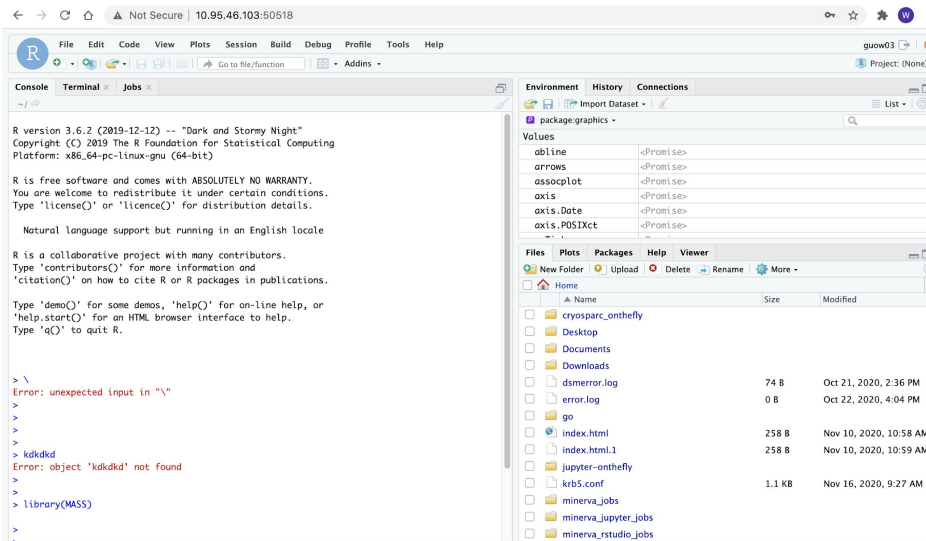 Not Secure | 10.95.46.103:50518
W
R
File Edit Code View Plots Session Build Debug Profile Tools Help
guow03
Go to file/function
Addins
Project: (None)
Console Terminal Jobs
~/
R version 3.6.2 (2019-12-12) -- "Dark and Stormy Night"
Copyright (C) 2019 The R Foundation for Statistical Computing
Platform: x86_64-pc-linux-gnu (64-bit)
R is free software and comes with ABSOLUTELY NO WARRANTY.
You are welcome to redistribute it under certain conditions.
Type 'license()' or 'licence()' for distribution details.
Natural language support but running in an English locale
R is a collaborative project with many contributors.
Type 'contributors()' for more information and
'citation()' on how to cite R or R packages in publications.
Type 'demo()' for some demos, 'help()' for on-line help, or
'help.start()' for an HTML browser interface to help.
Type 'q()' to quit R.
> \
Error: unexpected input in "\"
>
>
>
>
> kdkdkd
Error: object 'kdkdkd' not found
>
>
> library(MASS)
>
Environment History Connections
Import Dataset
List
package:graphics
Values
abline <Promise>
arrows <Promise>
assocplot <Promise>
axis <Promise>
axis.Date <Promise>
axis.POSIXct <Promise>
Files Plots Packages Help Viewer
New Folder Upload Delete Rename More
Home
Name Size Modified
cryosparc_onthefly
Desktop
Documents
Downloads
dsmerror.log 74 B Oct 21, 2020, 2:36 PM
error.log 0 B Oct 22, 2020, 4:04 PM
go
index.html 258 B Nov 10, 2020, 10:58 AM
index.html.1 258 B Nov 10, 2020, 10:59 AM
jupyter-onthefly
krb5.conf 1.1 KB Nov 16, 2020, 9:27 AM
minerva_jobs
minerva_jupyter_jobs
minerva_rstudio_jobs